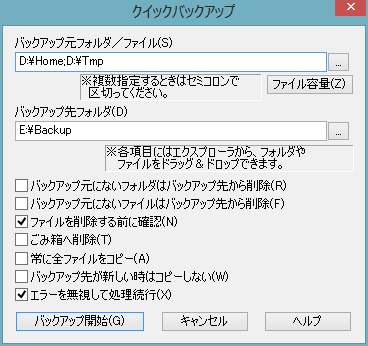 クイックバックアップ
バックアップ元フォルダ／ファイル(S)
D:¥Home;D:¥Tmp
...
※複数指定するときはセミコロンで
区切ってください。
ファイル容量(Z)
バックアップ先フォルダ(D)
E:¥Backup
...
※各項目にはエクスプローラから、フォルダや
ファイルをドラッグ＆ドロップできます。
バックアップ元にないフォルダはバックアップ先から削除(R)
バックアップ元にないファイルはバックアップ先から削除(F)
ファイルを削除する前に確認(N)
ごみ箱へ削除(T)
常に全ファイルをコピー(A)
バックアップ先が新しい時はコピーしない(W)
エラーを無視して処理続行(X)
バックアップ開始(G)
キャンセル
ヘルプ